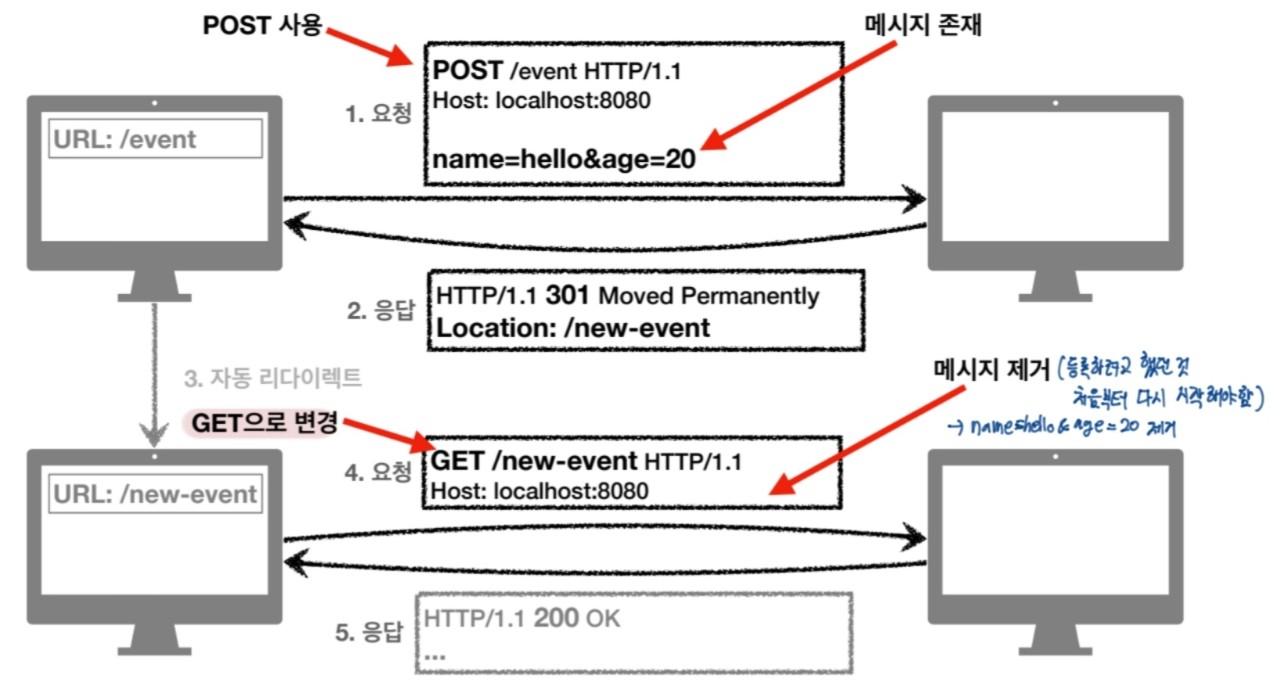 POST 사용
메시지 존재
1. 요청
POST /event HTTP/1.1
Host: localhost:8080
name=hello&age=20
URL: /event
2. 응답
HTTP/1.1 301 Moved Permanently
Location: /new-event
3. 자동 리다이렉트
GET으로 변경
메시지 제거 (등록하려고 했던 것
처음부터 다시 시작해야함)
→ name=hello & age=20 제거
4. 요청
GET /new-event HTTP/1.1
Host: localhost:8080
URL: /new-event
5. 응답
HTTP/1.1 200 OK
...